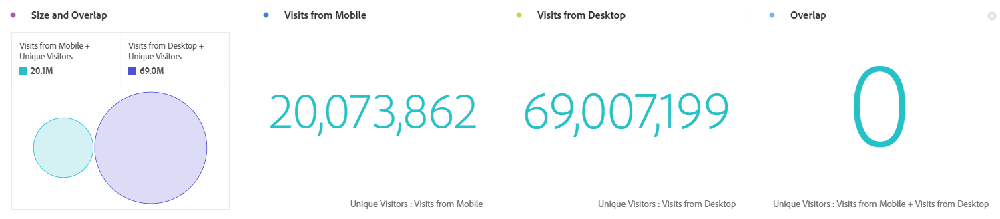 Size and Overlap
Visits from Mobile +
Unique Visitors
20.1M
Visits from Desktop +
Unique Visitors
69.0M
Visits from Mobile
20,073,862
Unique Visitors : Visits from Mobile
Visits from Desktop
69,007,199
Unique Visitors : Visits from Desktop
Overlap
0
Unique Visitors : Visits from Mobile + Visits from Desktop